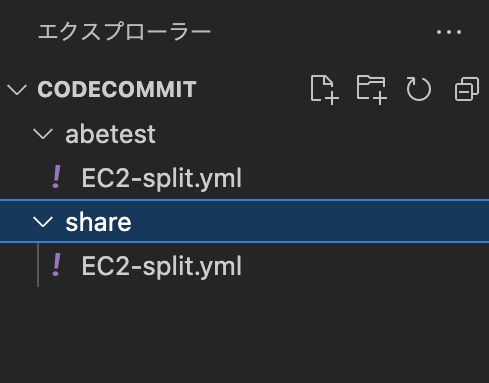 エクスプローラー
CODECOMMIT
abetest
! EC2-split.yml
share
! EC2-split.yml